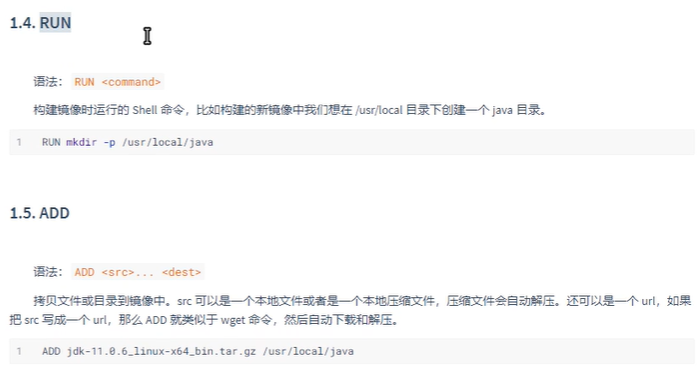 1.4. RUN
语法： RUN <command>
构建镜像时运行的 Shell 命令，比如构建的新镜像中我们想在 /usr/local 目录下创建一个 java 目录。
1 RUN mkdir -p /usr/local/java
1.5. ADD
语法： ADD <src>... <dest>
拷贝文件或目录到镜像中。src 可以是一个本地文件或者是一个本地压缩文件，压缩文件会自动解压。还可以是一个 url，如果
把 src 写成一个 url，那么 ADD 就类似于 wget 命令，然后自动下载和解压。
1 ADD jdk-11.0.6_linux-x64_bin.tar.gz /usr/local/java